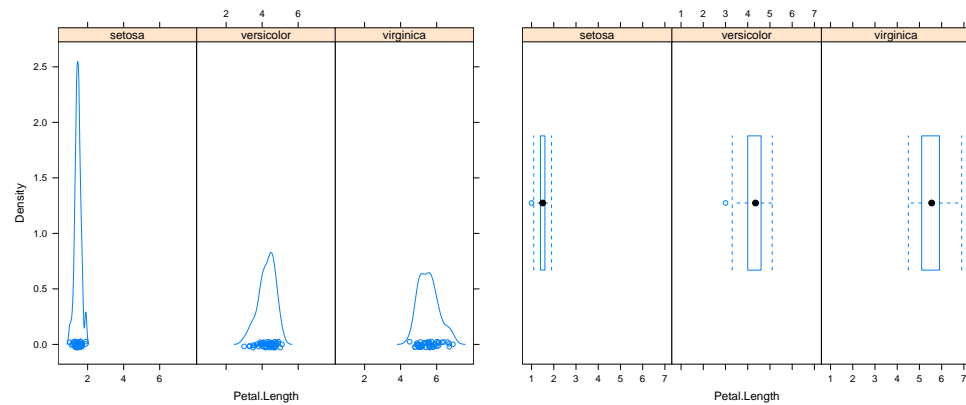 2 4 6
setosa versicolor virginica
2.5
2.0
1.5
1.0
0.5
0.0
Density
2 4 6 2 4 6
Petal.Length
1 2 3 4 5 6 7
setosa versicolor virginica
1 2 3 4 5 6 7 1 2 3 4 5 6 7
Petal.Length